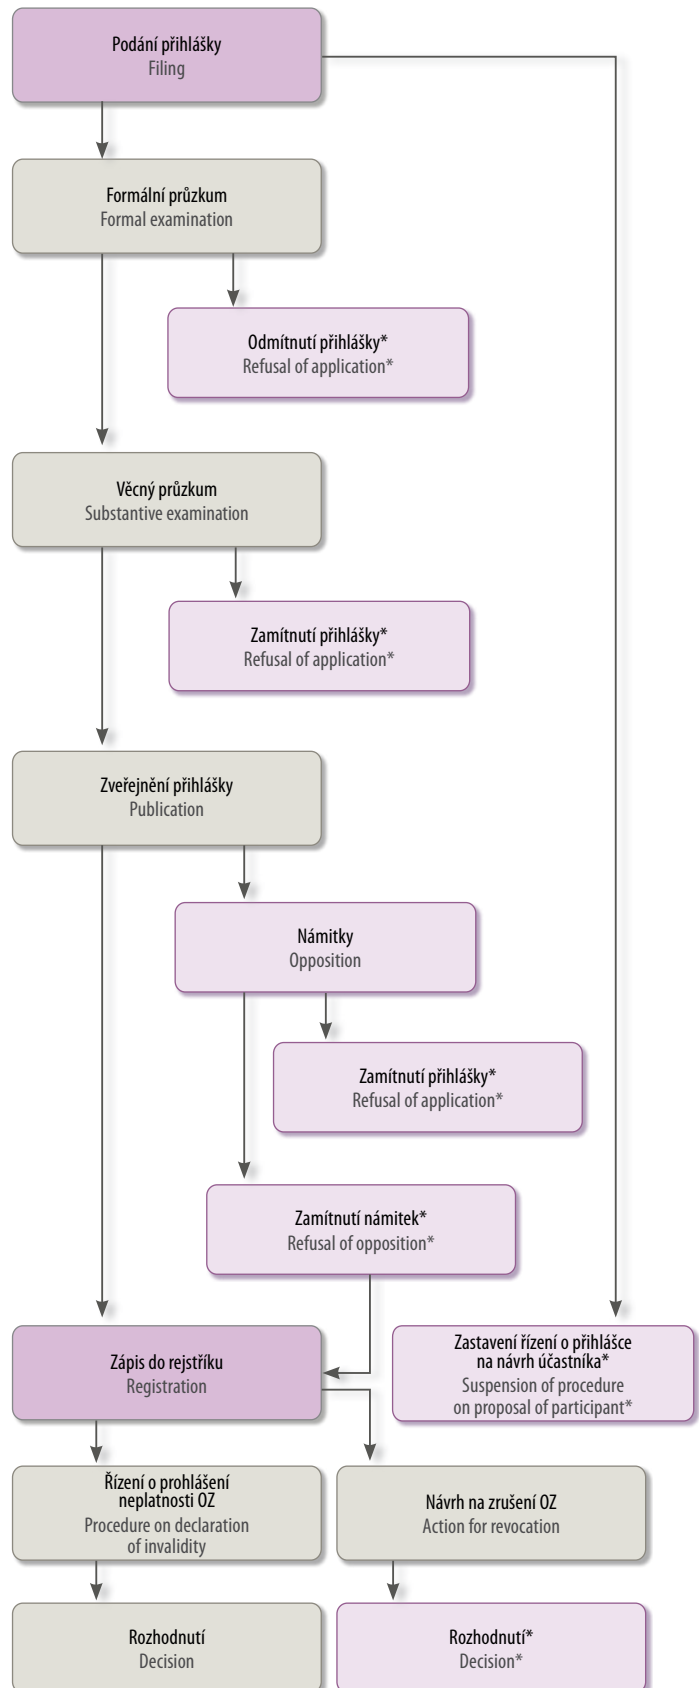 Podání přihlášky
Filing
Formální průzkum
Formal examination
Odmítnutí přihlášky*
Refusal of application*
Věcný průzkum
Substantive examination
Zamítnutí přihlášky*
Refusal of application*
Zveřejnění přihlášky
Publication
Námitky
Opposition
Zamítnutí přihlášky*
Refusal of application*
Zamítnutí námitek*
Refusal of opposition*
Zápis do rejstříku
Registration
Zastavení řízení o přihlášce
na návrh účastníka*
Suspension of procedure
on proposal of participant*
Řízení o prohlášení
neplatnosti OZ
Procedure on declaration
of invalidity
Návrh na zrušení OZ
Action for revocation
Rozhodnutí
Decision
Rozhodnutí*
Decision*